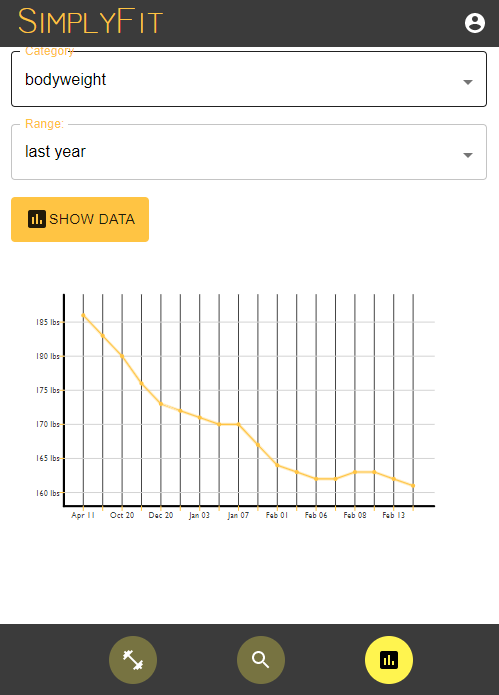 SIMPLYFIT
Category
bodyweight
Range:
last year
SHOW DATA
185 lbs
180 lbs
175 lbs
170 lbs
165 lbs
160 lbs
Apr 11 Oct 20 Dec 20 Jan 03 Jan 07 Feb 01 Feb 06 Feb 08 Feb 13